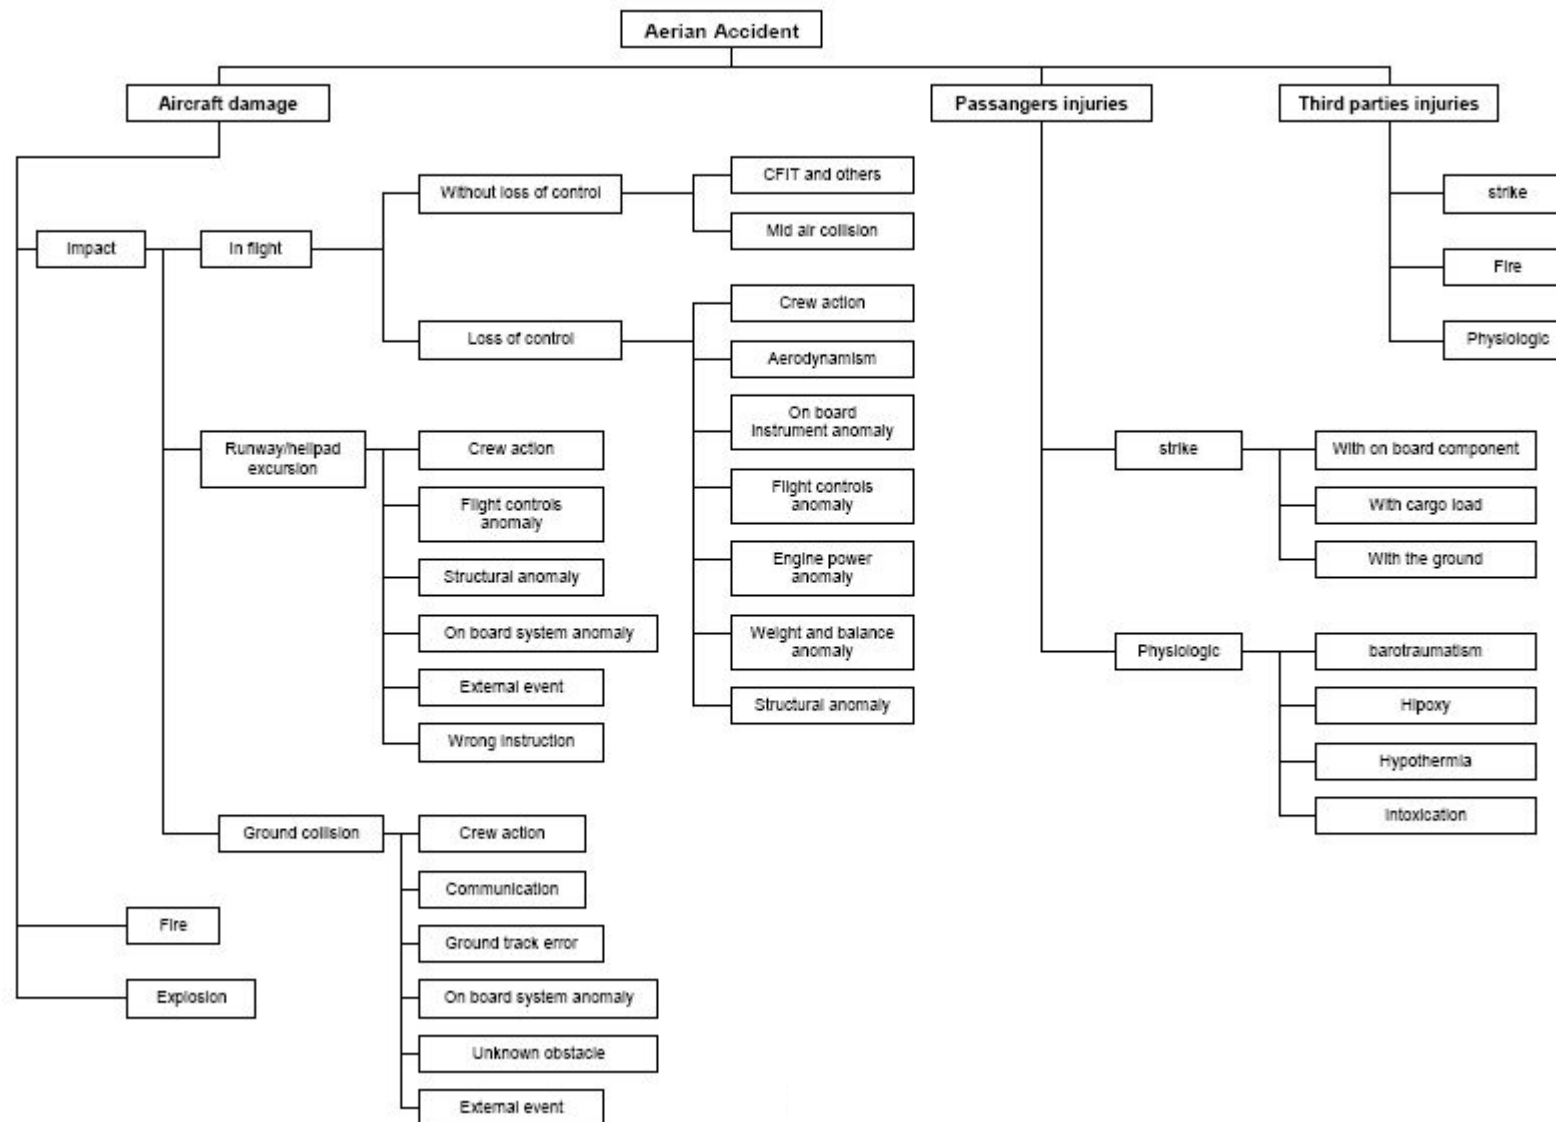 Aerian Accident
Aircraft damage
Passangers injuries
Third parties injuries
Impact
In flight
Without loss of control
CFIT and others
Mid air collision
Loss of control
Crew action
Aerodynamism
On board
Instrument anomaly
Flight controls
anomaly
Engine power
anomaly
Weight and balance
anomaly
Structural anomaly
Runway/helipad
excursion
Crew action
Flight controls
anomaly
Structural anomaly
On board system anomaly
External event
Wrong Instruction
Ground collision
Crew action
Communication
Ground track error
On board system anomaly
Unknown obstacle
External event
Fire
Explosion
strike
With on board component
With cargo load
With the ground
Physiologic
barotraumatism
Hipoxy
Hypothermia
Intoxication
strike
Fire
Physiologic